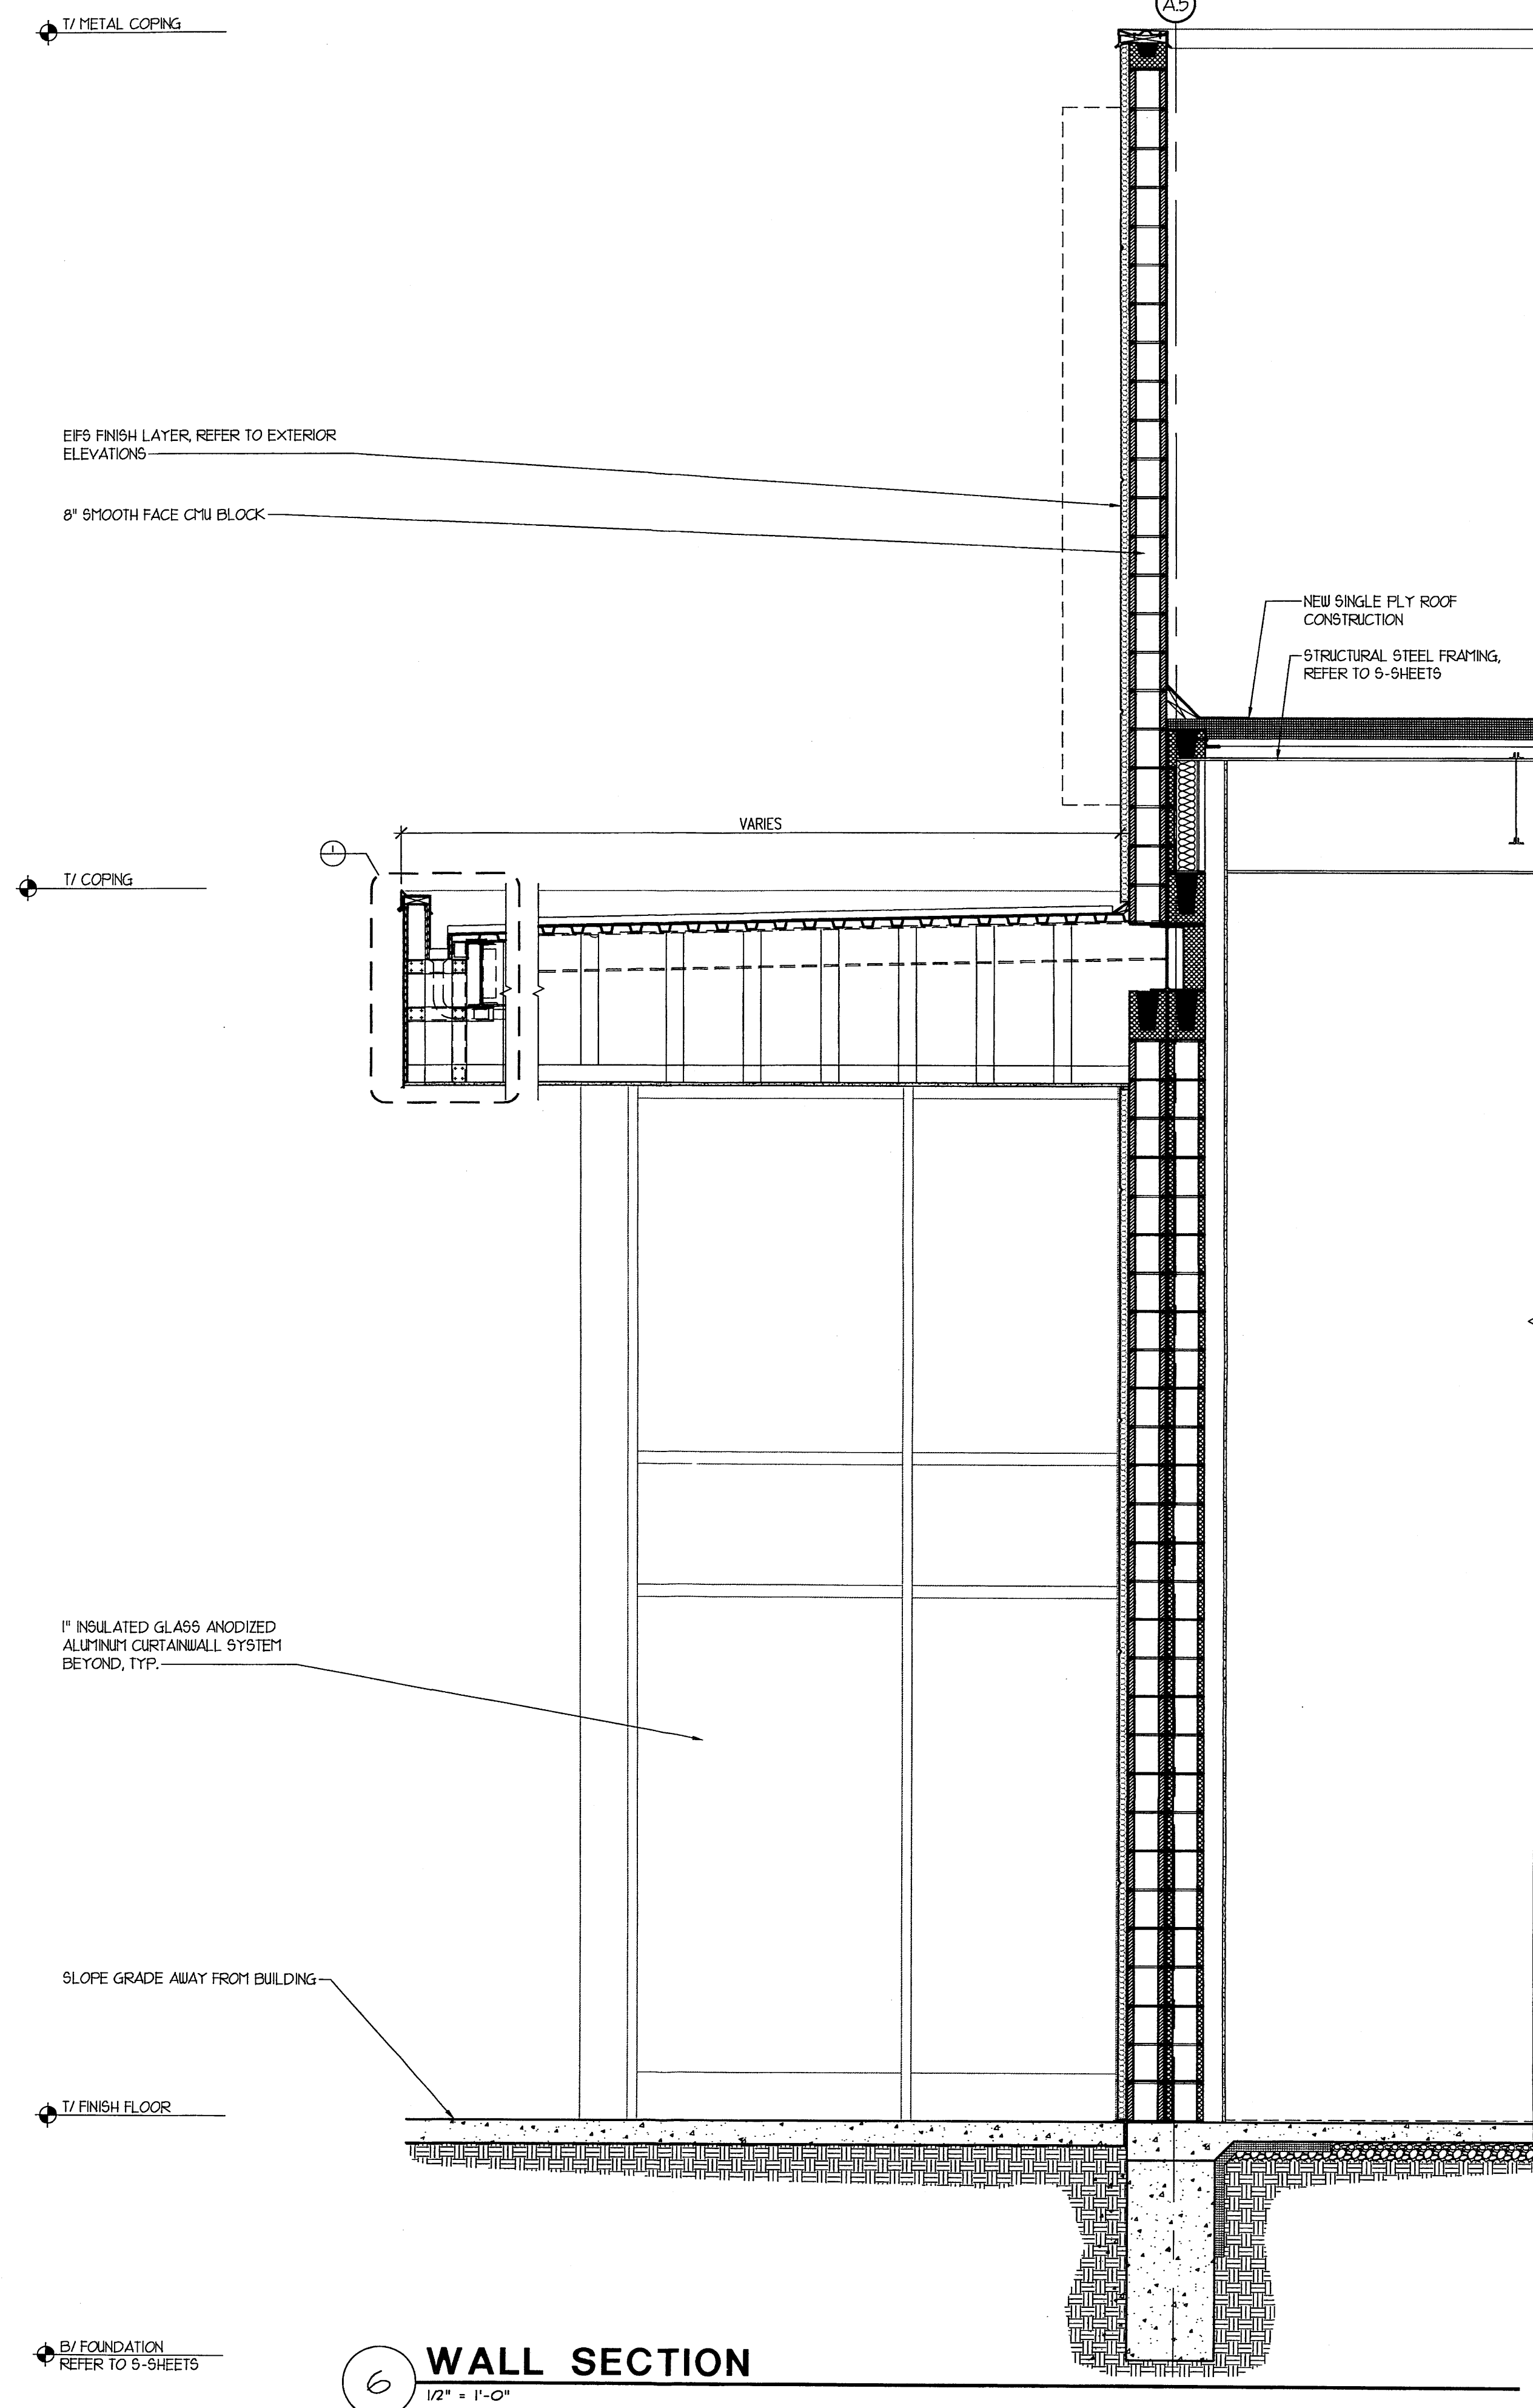 A.5
T/ METAL COPING
EIFS FINISH LAYER, REFER TO EXTERIOR
ELEVATIONS
8" SMOOTH FACE CMU BLOCK
NEW SINGLE PLY ROOF
CONSTRUCTION
STRUCTURAL STEEL FRAMING,
REFER TO S-SHEETS
VARIES
1
T/ COPING
1" INSULATED GLASS ANODIZED
ALUMINUM CURTAINWALL SYSTEM
BEYOND, TYP.
SLOPE GRADE AWAY FROM BUILDING
T/ FINISH FLOOR
B/ FOUNDATION
REFER TO S-SHEETS
6
WALL SECTION
1/2" = 1'-0"